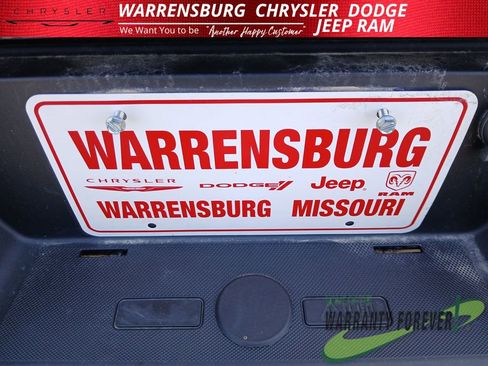 CHRYSLER
WARRENSBURG CHRYSLER DODGE
JEEP RAM
We Want You to be "Another Happy Customer"
WARRENSBURG
CHRYSLER DODGE Jeep RAM
WARRENSBURG MISSOURI
WARRANTY FOREVER